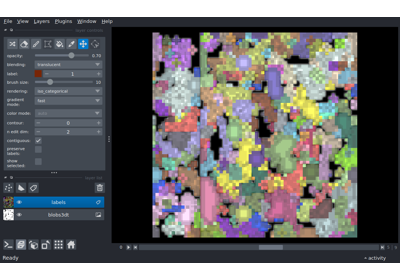 File View Layers Plugins Window Help
opacity: 0.70
blending: translucent
label: 1
brush size: 10
rendering: iso_categorical
gradient mode: fast
color mode:
contour: 0
n edit dim: 2
contiguous:
preserve labels:
show selected:
labels
Ready
activity